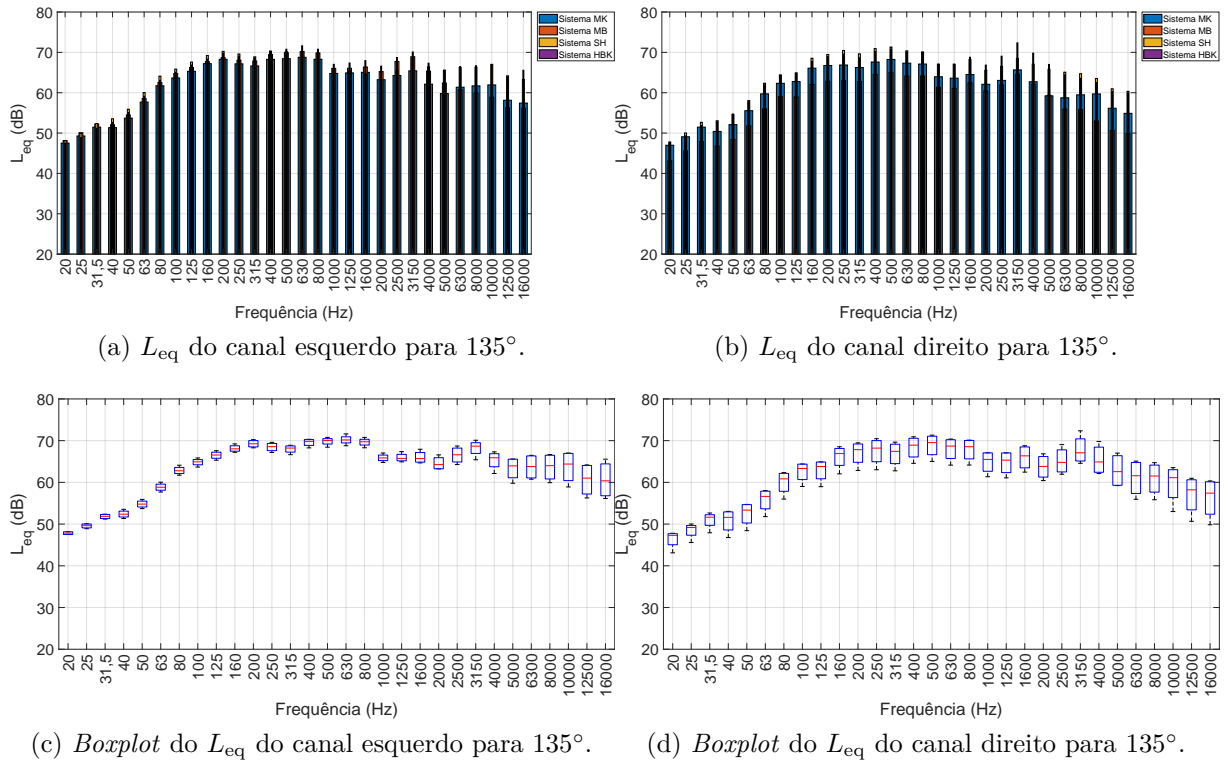 L_eq (dB)
80
70
60
50
40
30
20
20 25 31,5 40 50 63 80 100 125 160 200 250 315 400 500 6300 800 1000 1250 1600 2000 2500 3150 4000 5000 6300 8000 10000 12500 16000
Frequência (Hz)
Sistema MK
Sistema MB
Sistema SH
Sistema HBK
(a) L_eq do canal esquerdo para 135°.
L_eq (dB)
80
70
60
50
40
30
20
20 25 31,5 40 50 63 80 100 125 160 200 250 315 400 500 6300 800 1000 1250 1600 2000 2500 3150 4000 5000 6300 8000 10000 12500 16000
Frequência (Hz)
Sistema MK
Sistema MB
Sistema SH
Sistema HBK
(b) L_eq do canal direito para 135°.
L_eq (dB)
80
70
60
50
40
30
20
20 25 31,5 40 50 63 80 100 125 160 200 250 315 400 500 6300 800 1000 1250 1600 2000 2500 3150 4000 5000 6300 8000 10000 12500 16000
Frequência (Hz)
(c) Boxplot do L_eq do canal esquerdo para 135°.
L_eq (dB)
80
70
60
50
40
30
20
20 25 31,5 40 50 63 80 100 125 160 200 250 315 400 500 6300 800 1000 1250 1600 2000 2500 3150 4000 5000 6300 8000 10000 12500 16000
Frequência (Hz)
(d) Boxplot do L_eq do canal direito para 135°.